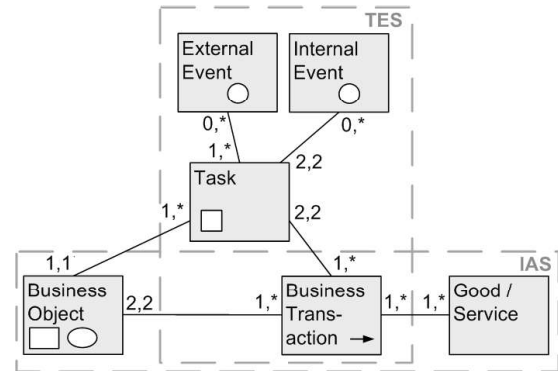 TES
External
Event
Internal
Event
0,*
0,*
1,*
2,2
Task
1,*
2,2
1,1
1,*
IAS
Business
Object
2,2
1,*
Business
Trans-
action
1,*
1,*
Good /
Service